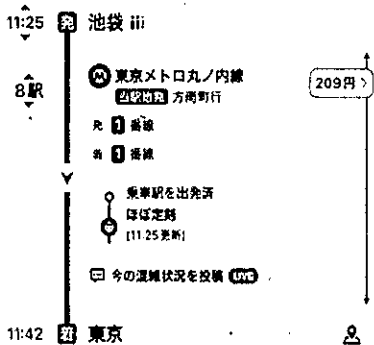 11:25 発 池袋
8駅
東京メトロ丸ノ内線
当駅始発 方南町行
209円 >
発 1 番線
着 1 番線
乗車駅を出発済
ほぼ定刻
[11:25更新]
今の混雑状況を投稿 LIVE
11:42 着 東京